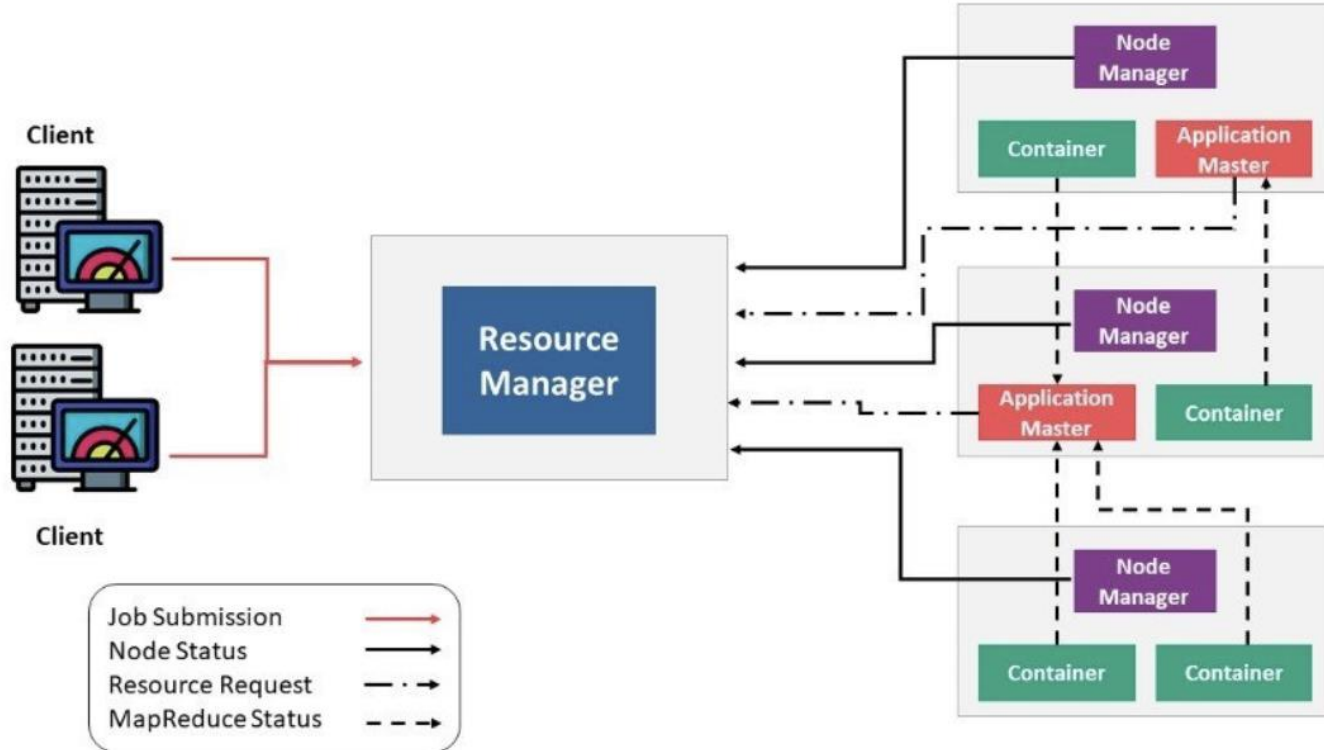 Client
Client
Job Submission
Node Status
Resource Request
MapReduce Status
Resource
Manager
Node
Manager
Container
Application
Master
Node
Manager
Application
Master
Container
Node
Manager
Container
Container